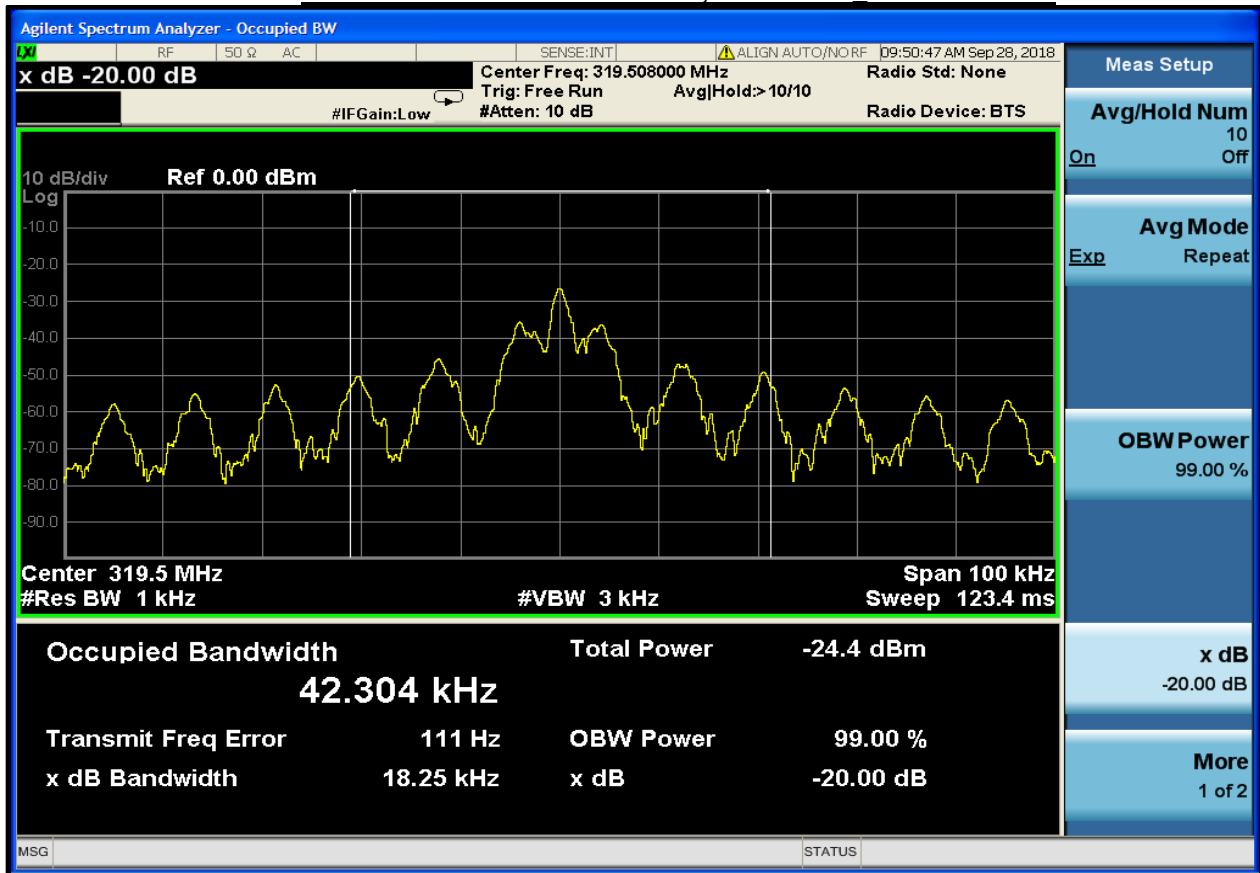 Agilent Spectrum Analyzer - Occupied BW
LXI RF 50 Ω AC SENSE:INT ALIGN AUTO/NO RF 09:50:47 AM Sep 28, 2018
x dB -20.00 dB
Center Freq: 319.508000 MHz Radio Std: None
Trig: Free Run Avg|Hold:> 10/10
#IFGain:Low #Atten: 10 dB Radio Device: BTS
10 dB/div Ref 0.00 dBm
Log
-10.0
-20.0
-30.0
-40.0
-50.0
-60.0
-70.0
-80.0
-90.0
Center 319.5 MHz Span 100 kHz
#Res BW 1 kHz #VBW 3 kHz Sweep 123.4 ms
Occupied Bandwidth Total Power -24.4 dBm
42.304 kHz
Transmit Freq Error 111 Hz OBW Power 99.00 %
x dB Bandwidth 18.25 kHz x dB -20.00 dB
MSG STATUS
Meas Setup
Avg/Hold Num
10
On Off
Avg Mode
Exp Repeat
OBW Power
99.00 %
x dB
-20.00 dB
More
1 of 2